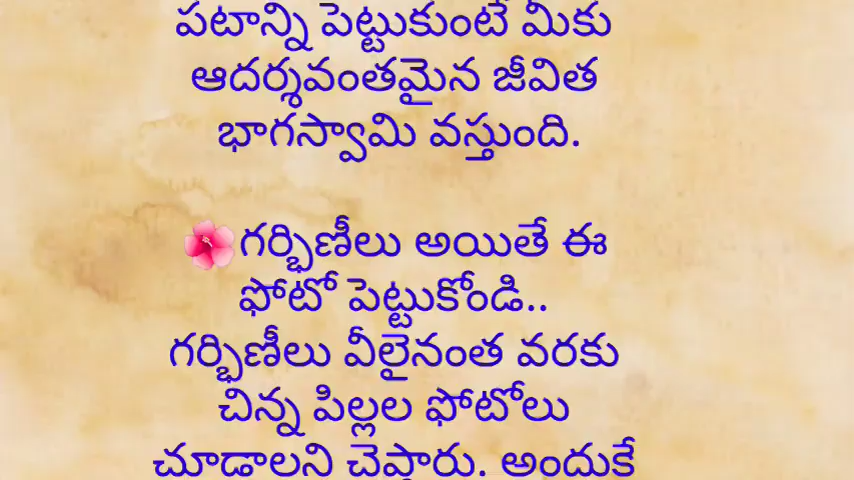 పటాన్ని పెట్టుకుంటే మీకు
ఆదర్శవంతమైన జీవిత
భాగస్వామి వస్తుంది.
🌺గర్భిణీలు అయితే ఈ
ఫోటో పెట్టుకోండి..
గర్భిణీలు వీలైనంత వరకు
చిన్న పిల్లల ఫోటోలు
చూడాలని చెప్తారు. అందుకే